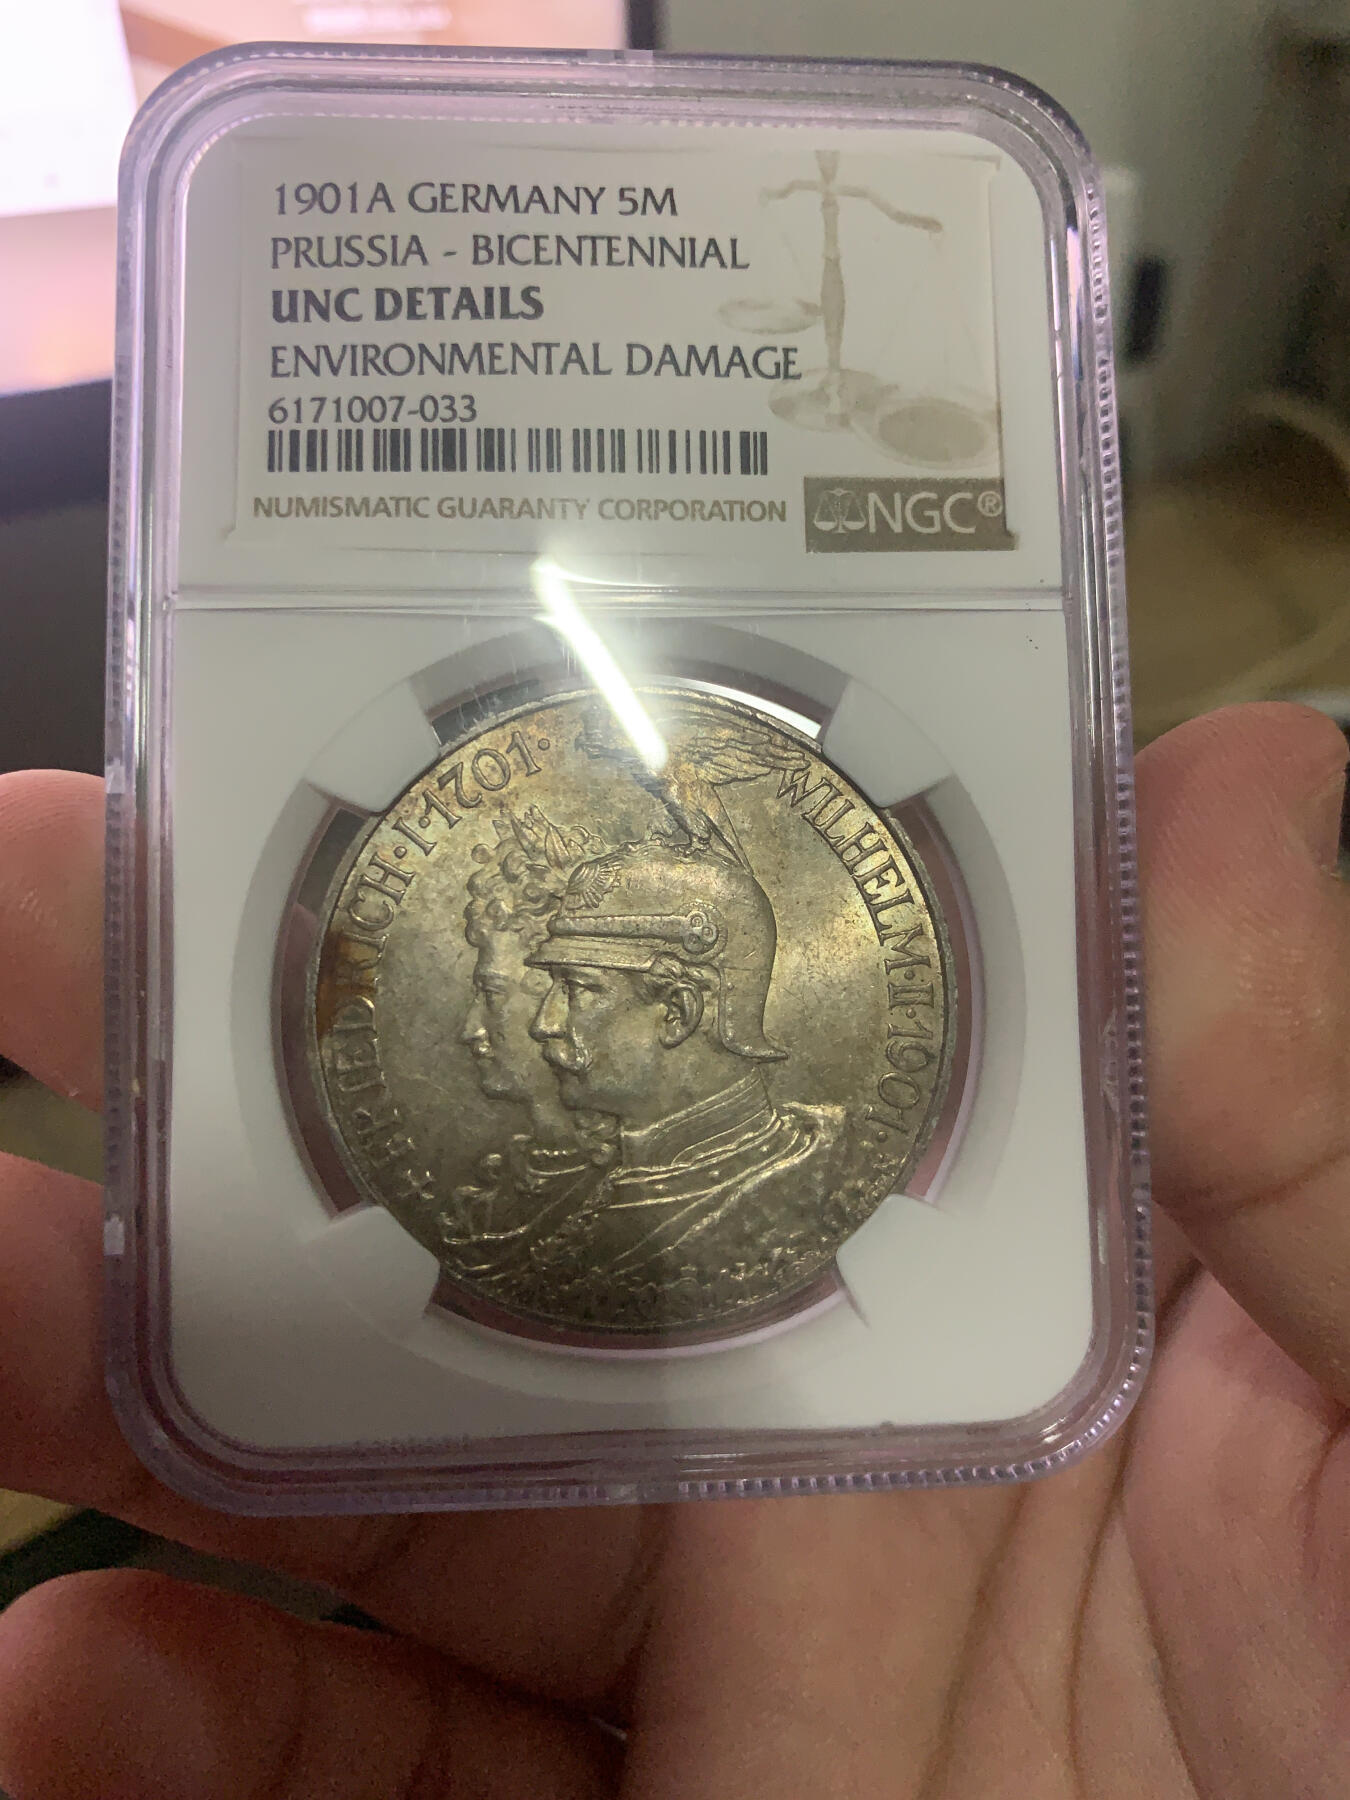 1901A GERMANY 5M
PRUSSIA - BICENTENNIAL
UNC DETAILS
ENVIRONMENTAL DAMAGE
6171007-033
NUMISMATIC GUARANTY CORPORATION
NGC®
FRIEDRICH·I·1701·
WILHELM·II·1901·